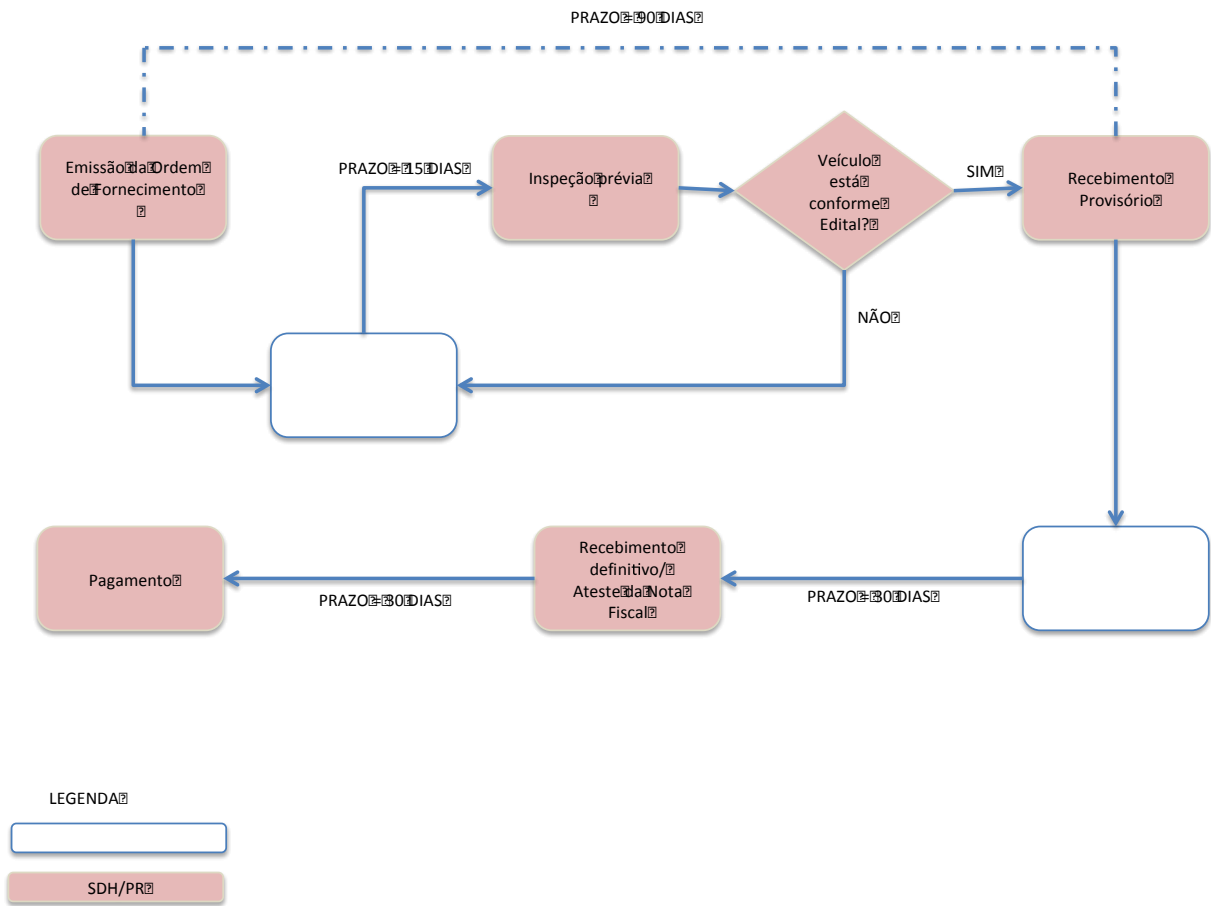 PRAZO = 90 DIAS
Emissão da Ordem
de Fornecimento
PRAZO = 15 DIAS
Inspeção prévia
Veículo
está
conforme
Edital?
SIM
Recebimento
Provisório
NÃO
Pagamento
PRAZO = 30 DIAS
Recebimento
definitivo/
Ateste da Nota
Fiscal
PRAZO = 30 DIAS
LEGENDA
SDH/PR